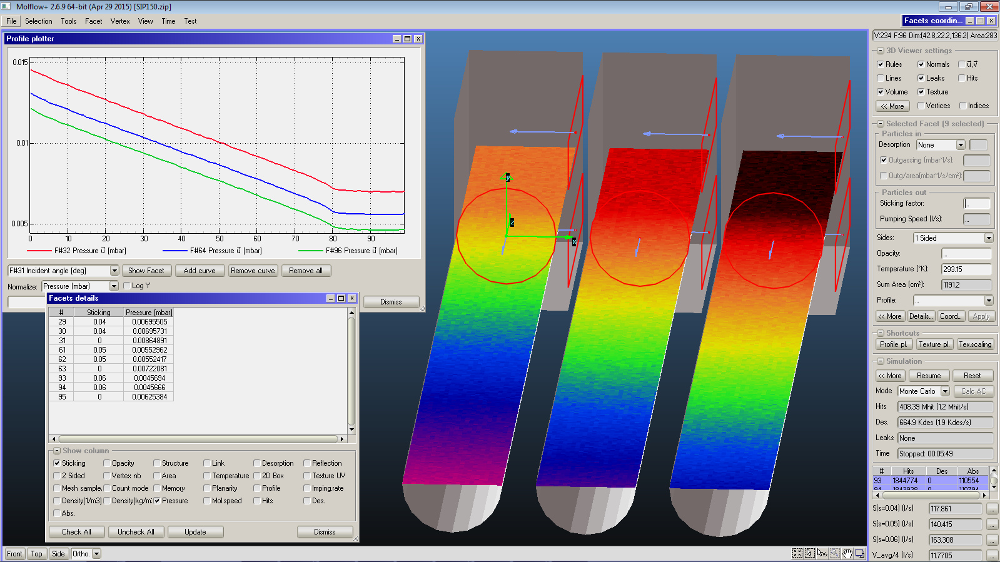 Molflow+ 2.6.9 64-bit (Apr 29 2015) [SIP150.zip]
File Selection Tools Facet Vertex View Time Test
Profile plotter
0.015
0.01
0.005
0 10 20 30 40 50 60 70 80 90
F#32 Pressure u⃗ [mbar] F#64 Pressure u⃗ [mbar] F#96 Pressure u⃗ [mbar]
F#31 Incident angle [deg] Show Facet Add curve Remove curve Remove all
Normalize: Pressure (mbar) Log Y
Dismiss
Facets details
# Sticking Pressure [mbar]
29 0.04 0.00695505
30 0.04 0.00695731
31 0 0.00864891
61 0.05 0.00552962
62 0.05 0.00552417
63 0 0.00722081
93 0.06 0.0045694
94 0.06 0.0045666
95 0 0.00625384
Show column
Sticking Opacity Structure Link Desorption Reflection
2 Sided Vertex nb Area Temperature 2D Box Texture UV
Mesh sample. Count mode Memory Planarity Profile Imping.rate
Density[1/m3] Density[kg/m: Pressure Mol.speed Hits Des.
Abs.
Check All Uncheck All Update Dismiss
Front Top Side Ortho.
y
z
x
Facets coordin...
V:234 F:96 Dim:(42.8,22.2,136.2) Area:283
3D Viewer settings
Rules Normals u⃗,v⃗
Lines Leaks Hits
Volume Texture
<< More Vertices Indices
Selected Facet (9 selected)
Particles in
Desorption None
Outgassing (mbar*l/s):
Outg/area(mbar*l/s/cm²):
Particles out
Sticking factor: ...
Pumping Speed (l/s): ...
Sides: 1 Sided
Opacity: ...
Temperature (°K): 293.15
Sum Area (cm²): 1191.2
Profile: ...
<< More Details... Coord... Apply
Shortcuts
Profile pl. Texture pl. Tex.scaling
Simulation
<< More Resume Reset
Mode Monte Carlo Calc AC
Hits 408.39 Mhit (1.2 Mhit/s)
Des. 664.9 Kdes (1.9 Kdes/s)
Leaks None
Time Stopped: 00:05:49
# Hits Des Abs
93 1844774 0 110554
S(s=0.04) (l/s) 117.861 ...
S(s=0.05) (l/s) 140.415 ...
S(s=0.06) (l/s) 163.308 ...
V_avg/4 (l/s) 11.7705 ...